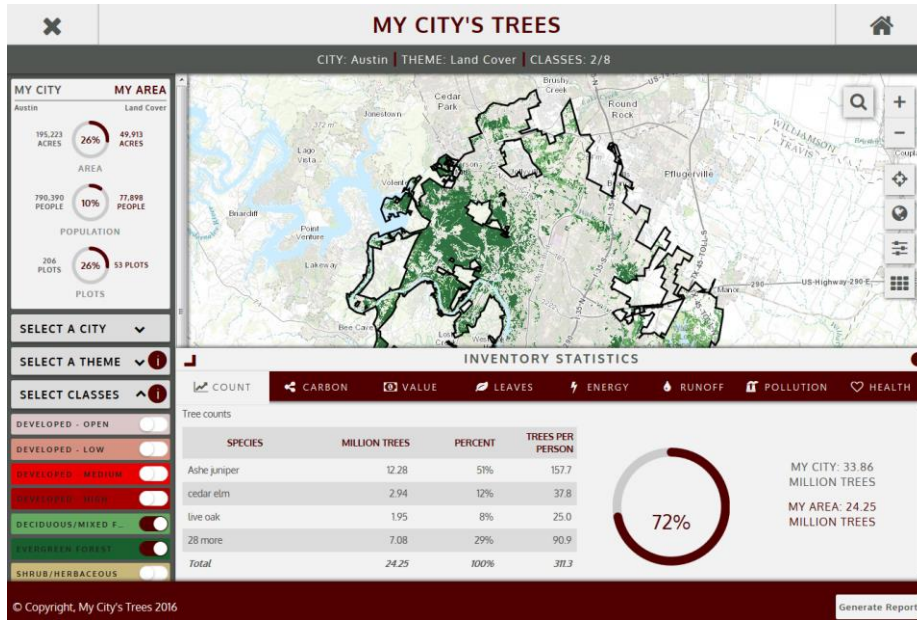 MY CITY'S TREES
CITY: Austin | THEME: Land Cover | CLASSES: 2/8
MY CITY MY AREA
Austin Land Cover
195,223 ACRES 26% 49,913 ACRES
AREA
790,390 PEOPLE 10% 77,898 PEOPLE
POPULATION
206 PLOTS 26% 53 PLOTS
PLOTS
SELECT A CITY
SELECT A THEME i
SELECT CLASSES i
DEVELOPED - OPEN
DEVELOPED - LOW
DEVELOPED - MEDIUM
DEVELOPED - HIGH
DECIDUOUS/MIXED F...
EVERGREEN FOREST
SHRUB/HERBACEOUS
Cedar Park
Brushy Creek
Round Rock
Jonestown
Lago Vista
Volente
Briarcliff
Point Venture
Lakeway
Bee Cave
Pflugerville
WILLIAMSON
TRAVIS
Manor
290
US-Highway-290-E
TX-45-TOLL-S
INVENTORY STATISTICS
COUNT CARBON VALUE LEAVES ENERGY RUNOFF POLLUTION HEALTH
Tree counts
SPECIES MILLION TREES PERCENT TREES PER PERSON
Ashe juniper 12.28 51% 157.7
cedar elm 2.94 12% 37.8
live oak 1.95 8% 25.0
28 more 7.08 29% 90.9
Total 24.25 100% 311.3
72%
MY CITY: 33.86
MILLION TREES
MY AREA: 24.25
MILLION TREES
© Copyright, My City's Trees 2016
Generate Report